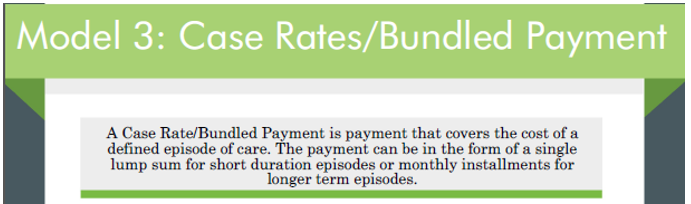 Model 3: Case Rates/Bundled Payment
A Case Rate/Bundled Payment is payment that covers the cost of a
defined episode of care. The payment can be in the form of a single
lump sum for short duration episodes or monthly installments for
longer term episodes.